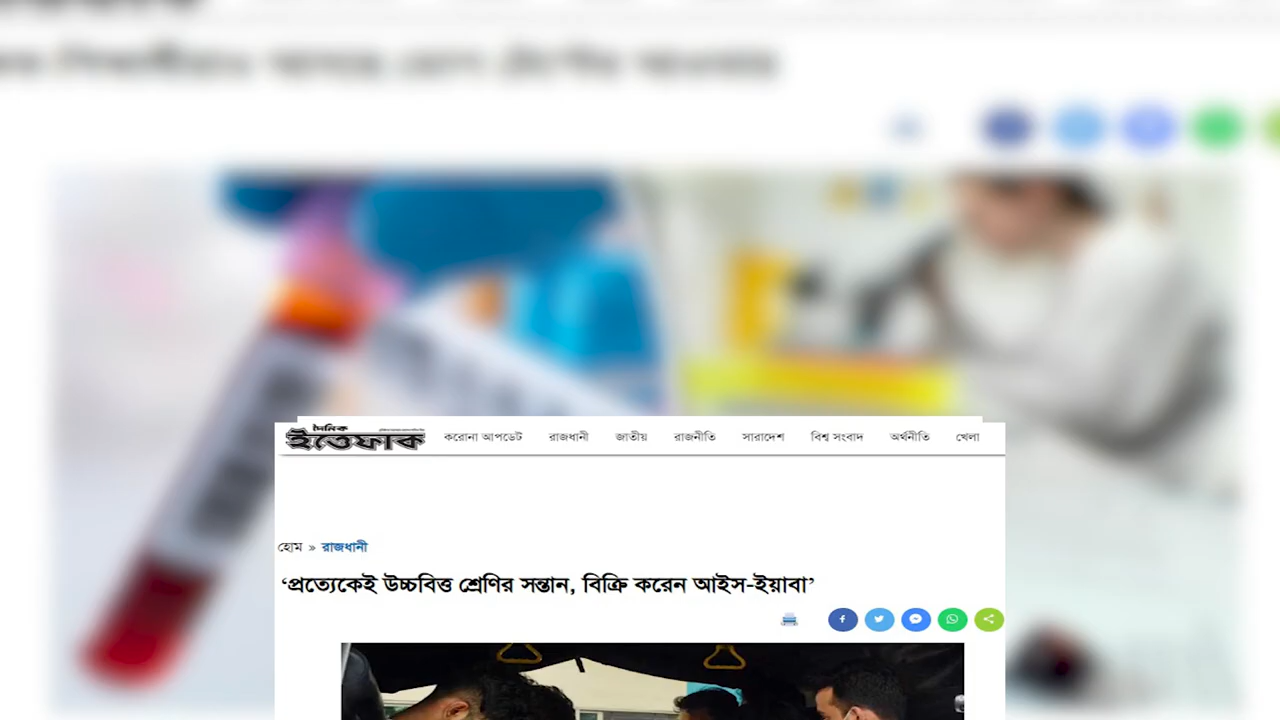 দৈনিক
ইত্তেফাক
করোনা আপডেট রাজধানী জাতীয় রাজনীতি সারাদেশ বিশ্ব সংবাদ অর্থনীতি খেলা
হোম » রাজধানী
‘প্রত্যেকেই উচ্চবিত্ত শ্রেণির সন্তান, বিক্রি করেন আইস-ইয়াবা’